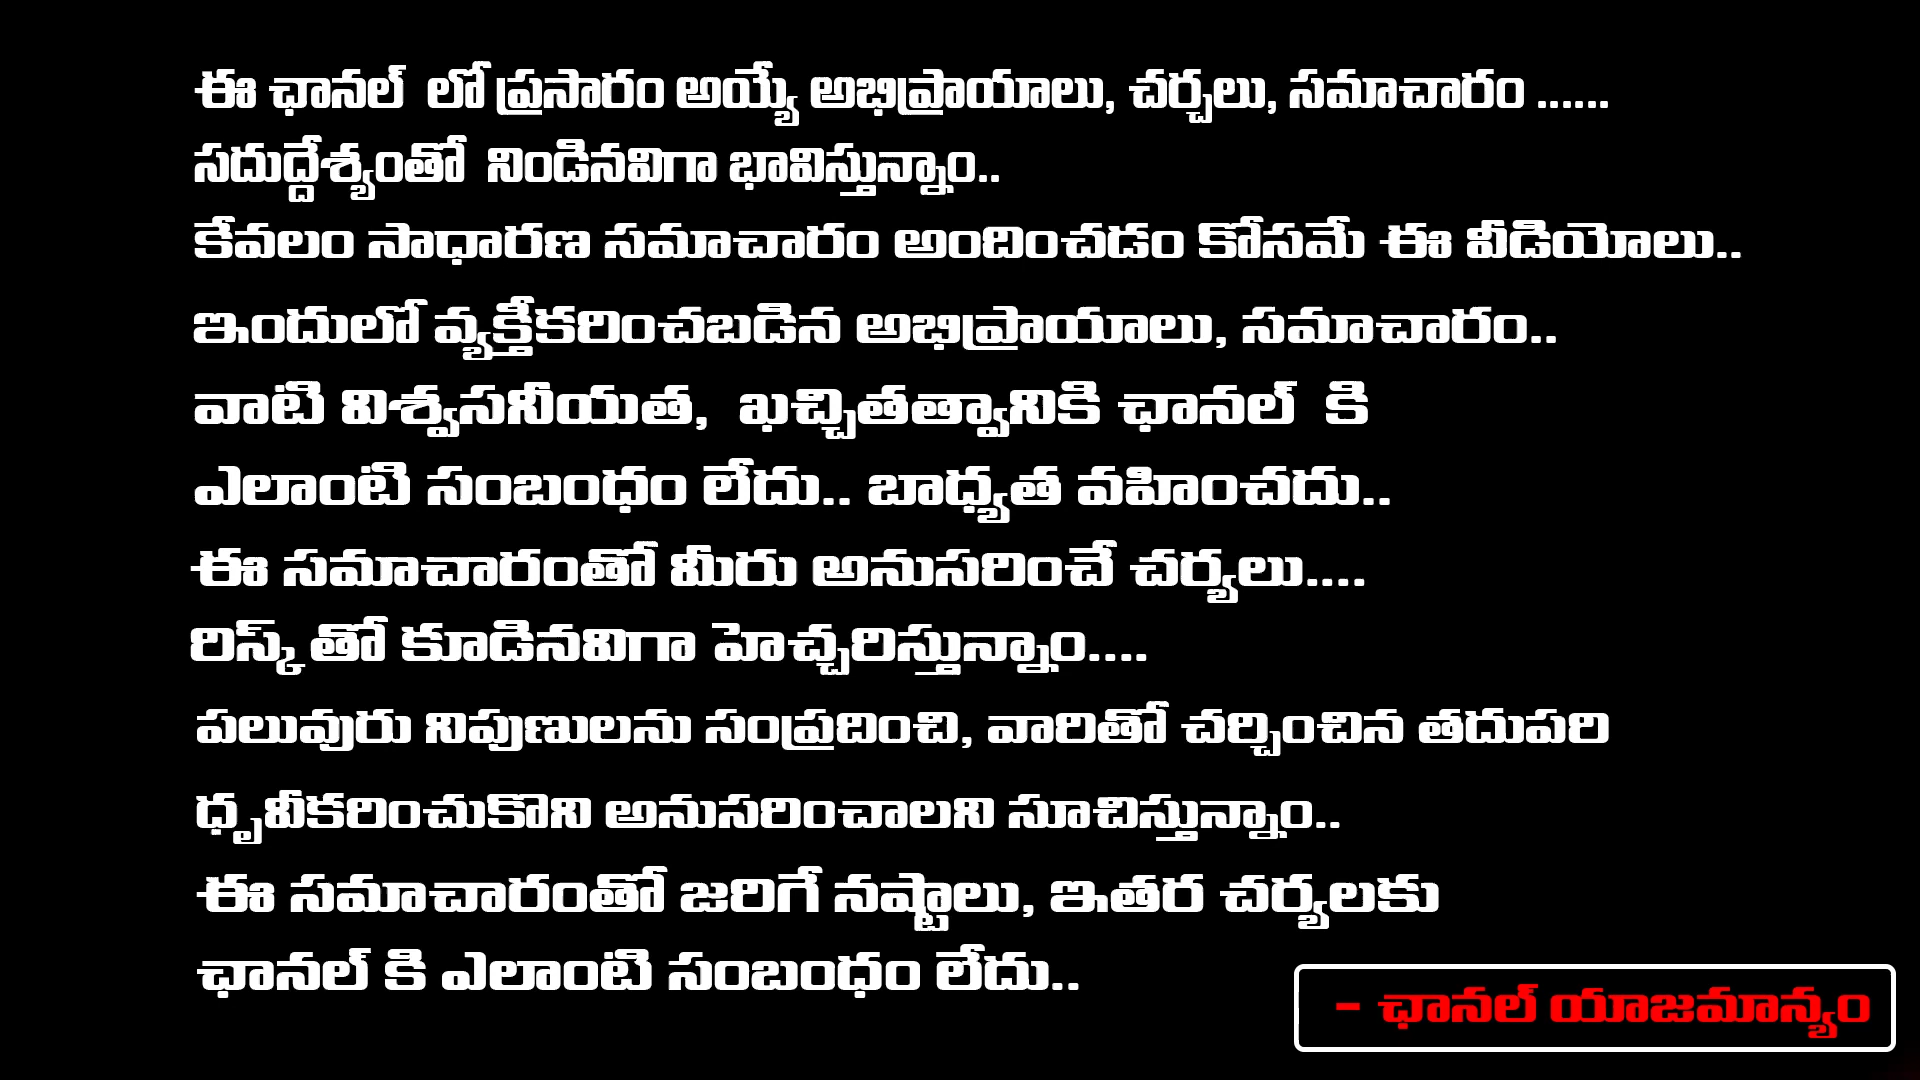 ఈ ఛానల్ లో ప్రసారం అయ్యే అభిప్రాయాలు, చర్చలు, సమాచారం ......
సదుద్దేశ్యంతో నిండినవిగా భావిస్తున్నాం..
కేవలం సాధారణ సమాచారం అందించడం కోసమే ఈ వీడియోలు..
ఇందులో వ్యక్తీకరించబడిన అభిప్రాయాలు, సమాచారం..
వాటి విశ్వసనీయత, ఖచ్చితత్వానికి ఛానల్ కి
ఎలాంటి సంబంధం లేదు.. బాధ్యత వహించదు..
ఈ సమాచారంతో మీరు అనుసరించే చర్యలు....
రిస్క్ తో కూడినవిగా హెచ్చరిస్తున్నాం....
పలువురు నిపుణులను సంప్రదించి, వారితో చర్చించిన తదుపరి
ధృవీకరించుకొని అనుసరించాలని సూచిస్తున్నాం..
ఈ సమాచారంతో జరిగే నష్టాలు, ఇతర చర్యలకు
ఛానల్ కి ఎలాంటి సంబంధం లేదు..
- ఛానల్ యాజమాన్యం